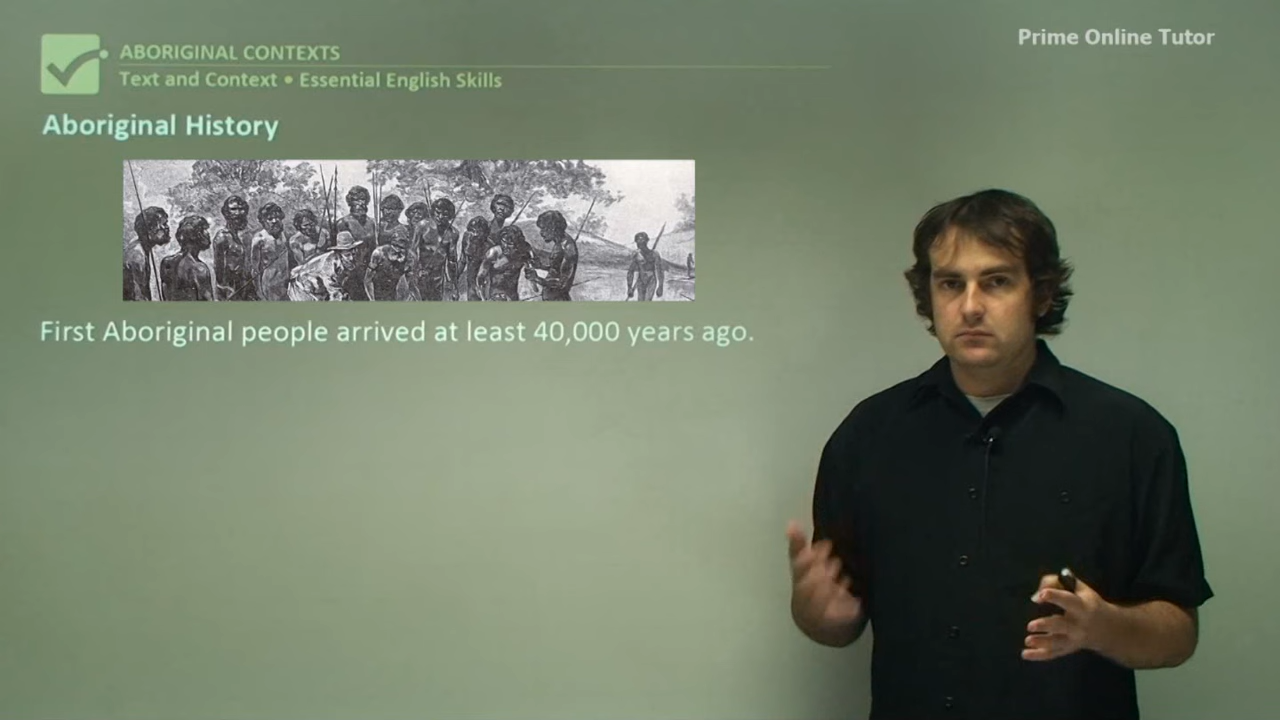 Prime Online Tutor
ABORIGINAL CONTEXTS
Text and Context • Essential English Skills
Aboriginal History
First Aboriginal people arrived at least 40,000 years ago.